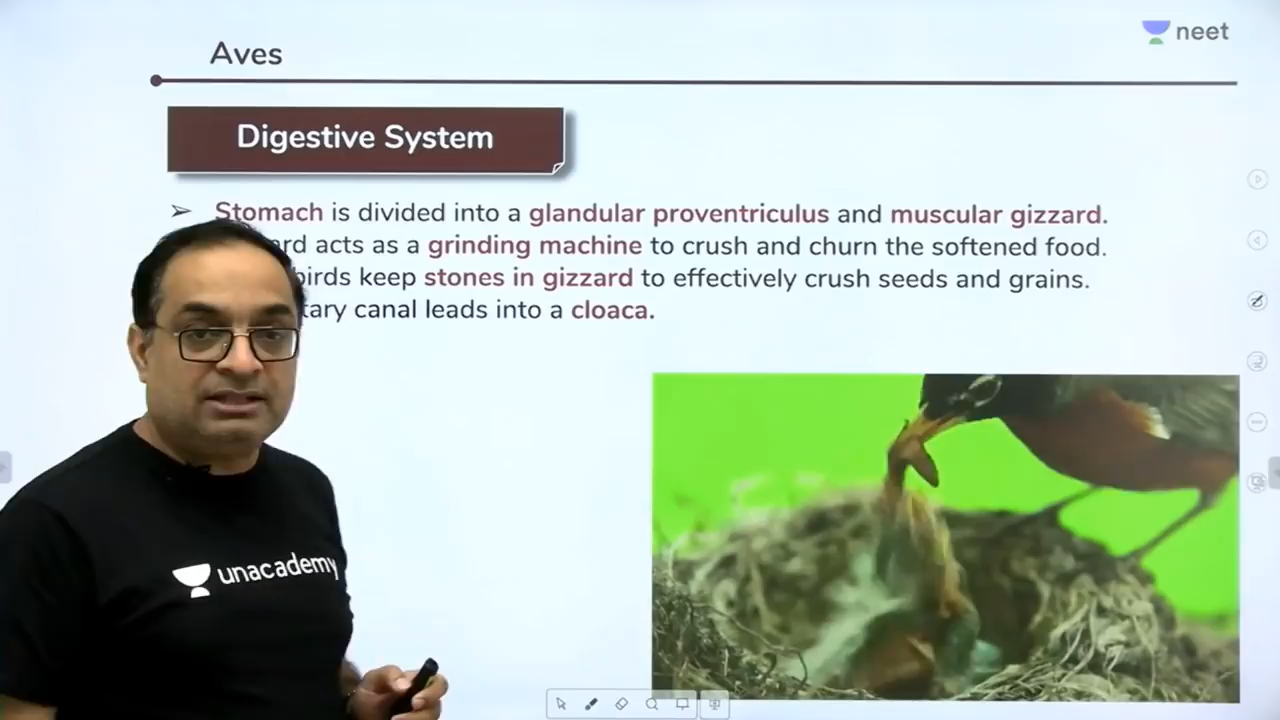 Aves
neet
Digestive System
➢ Stomach is divided into a glandular proventriculus and muscular gizzard.
acts as a grinding machine to crush and churn the softened food.
birds keep stones in gizzard to effectively crush seeds and grains.
canal leads into a cloaca.
unacademy